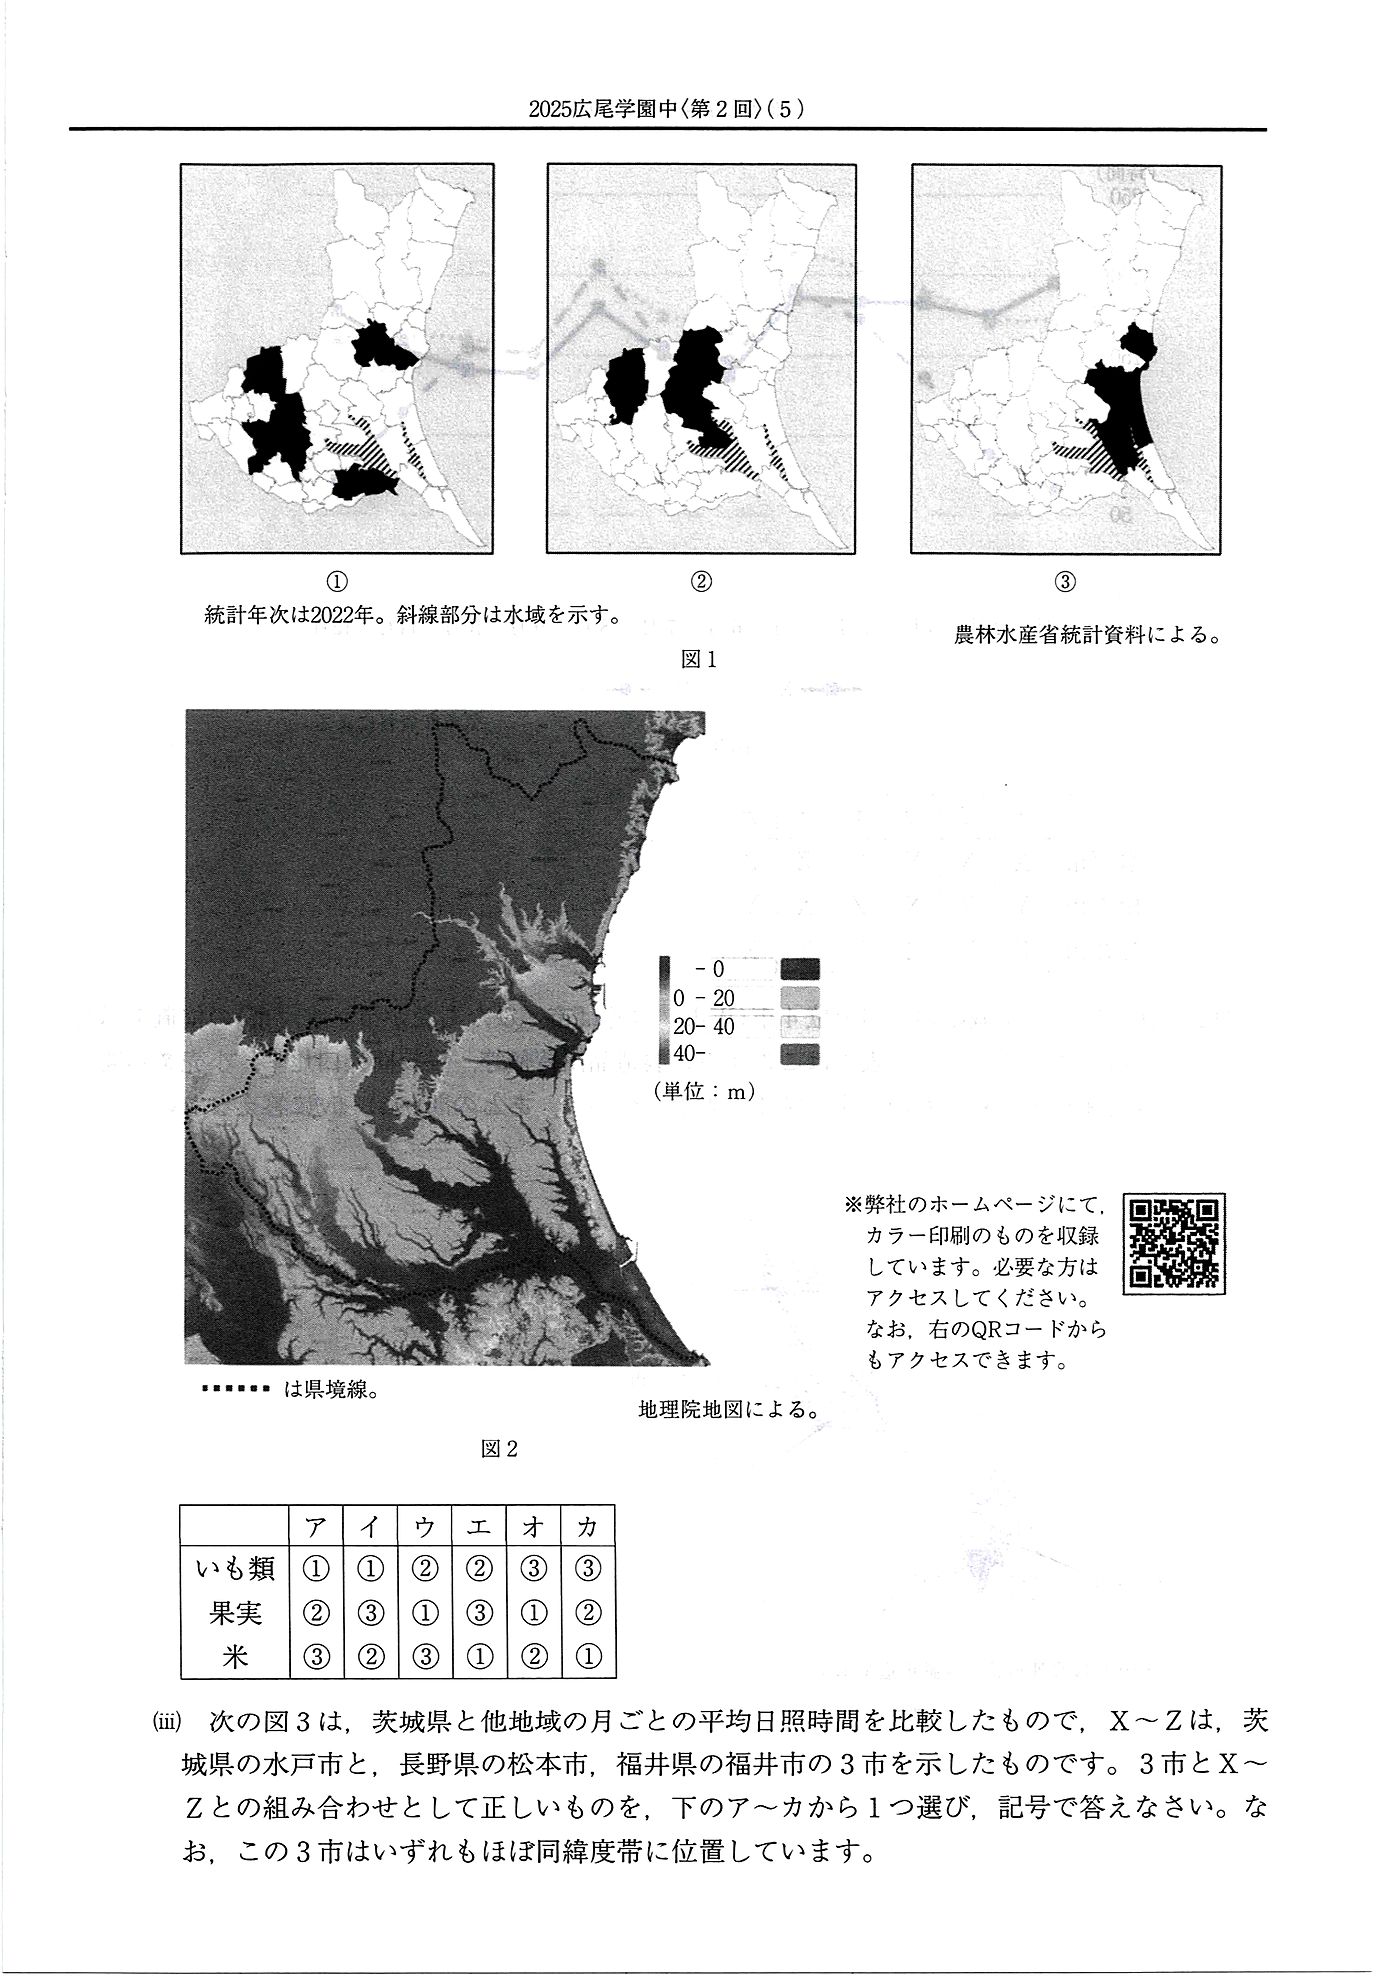 2025広尾学園中〈第2回〉(5)
① ② ③
統計年次は2022年。斜線部分は水域を示す。
農林水産省統計資料による。
図1
-0
0-20
20-40
40-
(単位:m)
※弊社のホームページにて,
カラー印刷のものを収録
しています。必要な方は
アクセスしてください。
なお,右のQRコードから
もアクセスできます。
は県境線。
地理院地図による。
図2
ア イ ウ エ オ カ
いも類 ① ① ② ② ③ ③
果実 ② ③ ① ③ ① ②
米 ③ ② ③ ① ② ①
(iii) 次の図3は,茨城県と他地域の月ごとの平均日照時間を比較したもので,X~Zは,茨
城県の水戸市と,長野県の松本市,福井県の福井市の3市を示したものです。3市とX~
Zとの組み合わせとして正しいものを,下のア~カから1つ選び,記号で答えなさい。な
お,この3市はいずれもほぼ同緯度帯に位置しています。